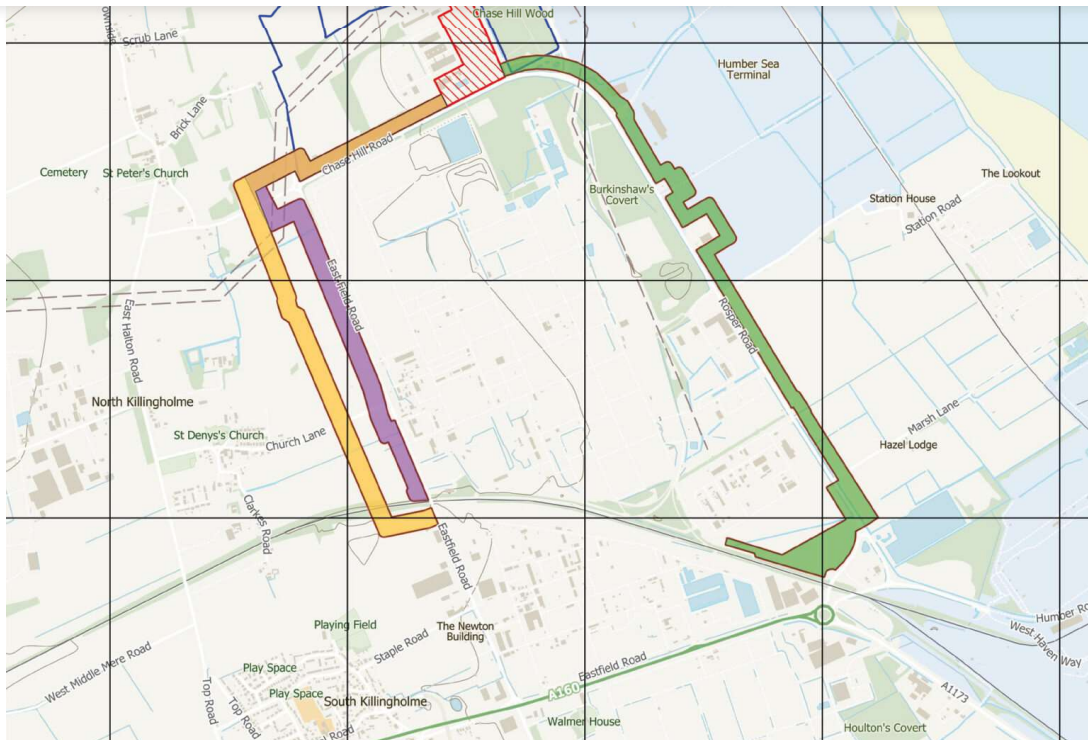 Chase Hill Wood
Scrub Lane
Humber Sea
Terminal
Brick Lane
Chase Hill Road
Cemetery
St Peter's Church
The Lookout
Burkinshaw's
Covert
Station House
Station Road
East Field Road
East Halton Road
Rosper Road
North Killingholme
St Denys's Church
Church Lane
Marsh Lane
Hazel Lodge
Clarkes Road
Eastfield Road
Playing Field
The Newton
Building
Staple Road
Humber Ro
West Haven Way
West Middle Mere Road
Play Space
Eastfield Road
Play Space
A160
A1173
Top Road
Top Road
South Killingholme
Walmer House
Houlton's Covert